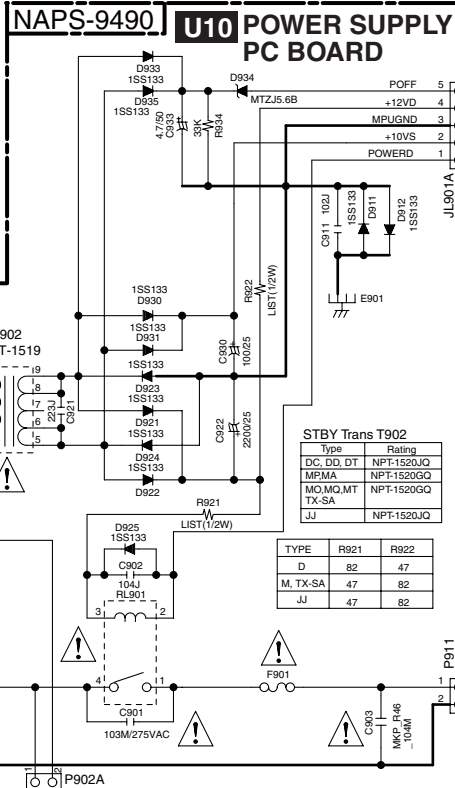 NAPS-9490
U10 POWER SUPPLY
PC BOARD
D933
1SS133
D935
1SS133
D934
MTZJ5.6B
4.7/50
C933
33K
R934
POFF 5
+12VD 4
MPUGND 3
+10VS 2
POWERD 1
JL901A
C911 102J
1SS133
D911
D912
1SS133
E901
R922
LIST(1/2W)
1SS133
D930
1SS133
D931
1SS133
D923
1SS133
D921
1SS133
D924
1SS133
D922
C930
100/25
C922
2200/25
902
T-1519
9
8
7
6
5
223J
C921
R921
LIST(1/2W)
STBY Trans T902
Type Rating
DC, DD, DT NPT-1520JQ
MP,MA NPT-1520GQ
MO,MQ,MT
TX-SA NPT-1520GQ
JJ NPT-1520JQ
TYPE R921 R922
D 82 47
M, TX-SA 47 82
JJ 47 82
D925
1SS133
C902
104J
RL901
3 2
4 1
C901
103M/275VAC
F901
C903
MKP_R46
_104M
P911
1
2
1 2
P902A